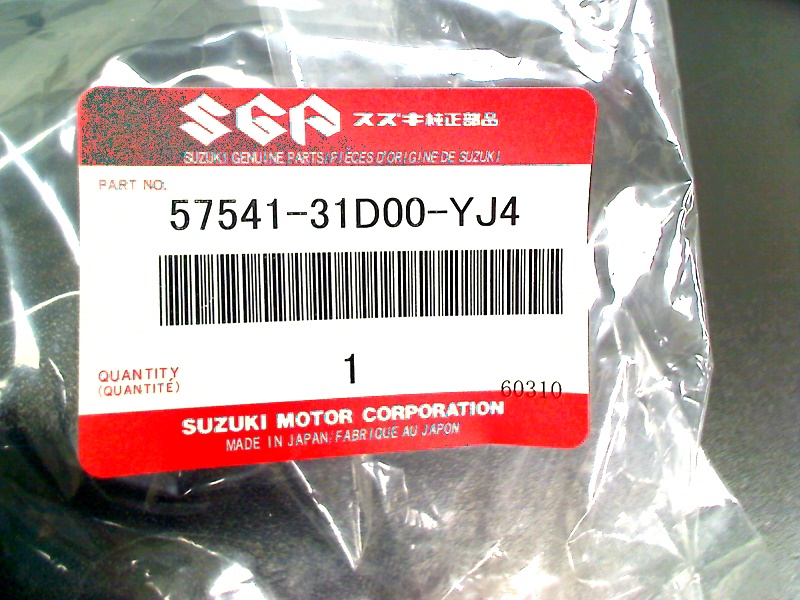 SGP スズキ純正部品
SUZUKI GENUINE PARTS/PIÈCES D'ORIGINE DE SUZUKI
PART NO.
57541-31D00-YJ4
QUANTITY
(QUANTITÉ)
1
60310
SUZUKI MOTOR CORPORATION
MADE IN JAPAN/FABRIQUE AU JAPON